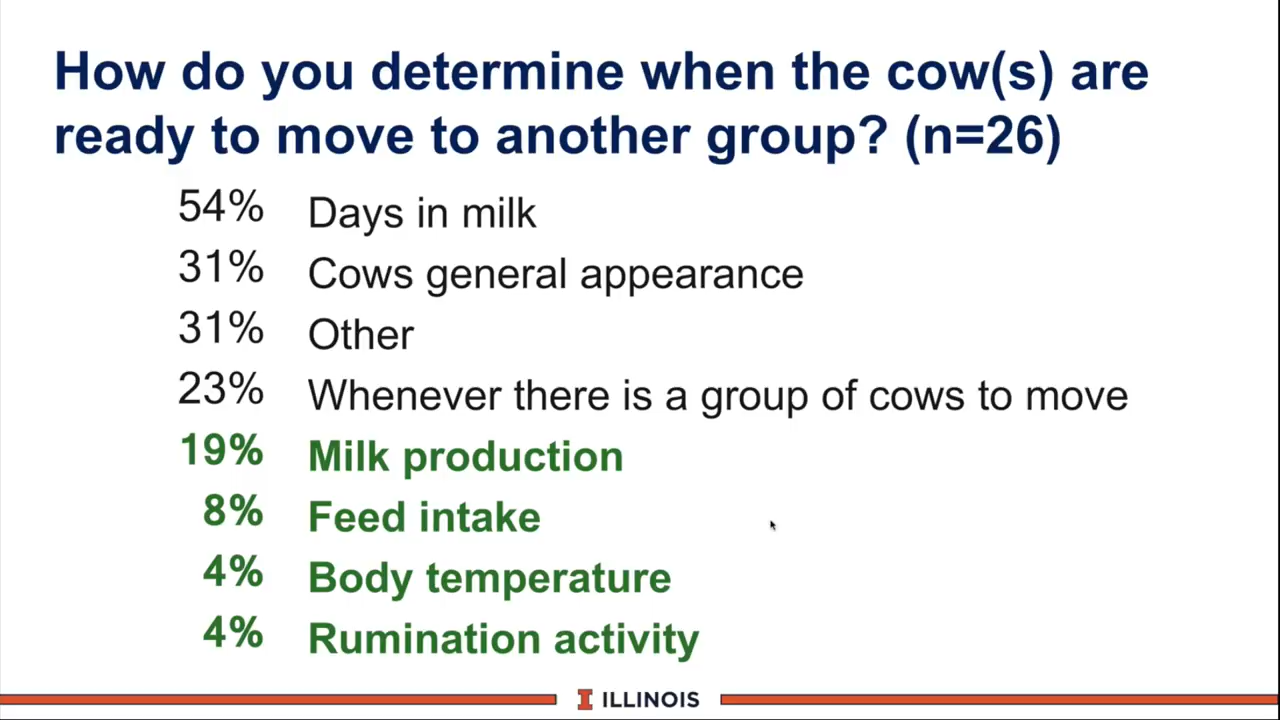 How do you determine when the cow(s) are
ready to move to another group? (n=26)
54% Days in milk
31% Cows general appearance
31% Other
23% Whenever there is a group of cows to move
19% Milk production
8% Feed intake
4% Body temperature
4% Rumination activity
I ILLINOIS